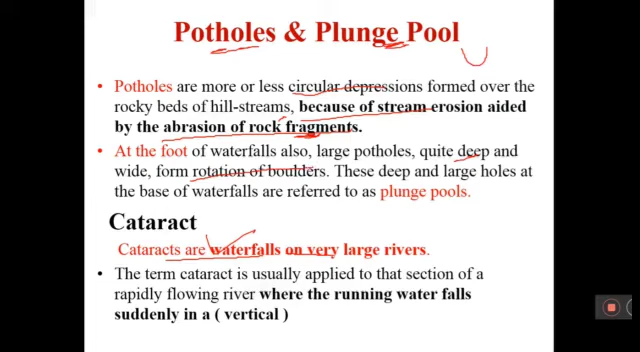 Potholes & Plunge Pool
• Potholes are more or less circular depressions formed over the
rocky beds of hill-streams, because of stream erosion aided
by the abrasion of rock fragments.
• At the foot of waterfalls also, large potholes, quite deep and
wide, form rotation of boulders. These deep and large holes at
the base of waterfalls are referred to as plunge pools.
Cataract
Cataracts are waterfalls on very large rivers.
• The term cataract is usually applied to that section of a
rapidly flowing river where the running water falls
suddenly in a ( vertical )